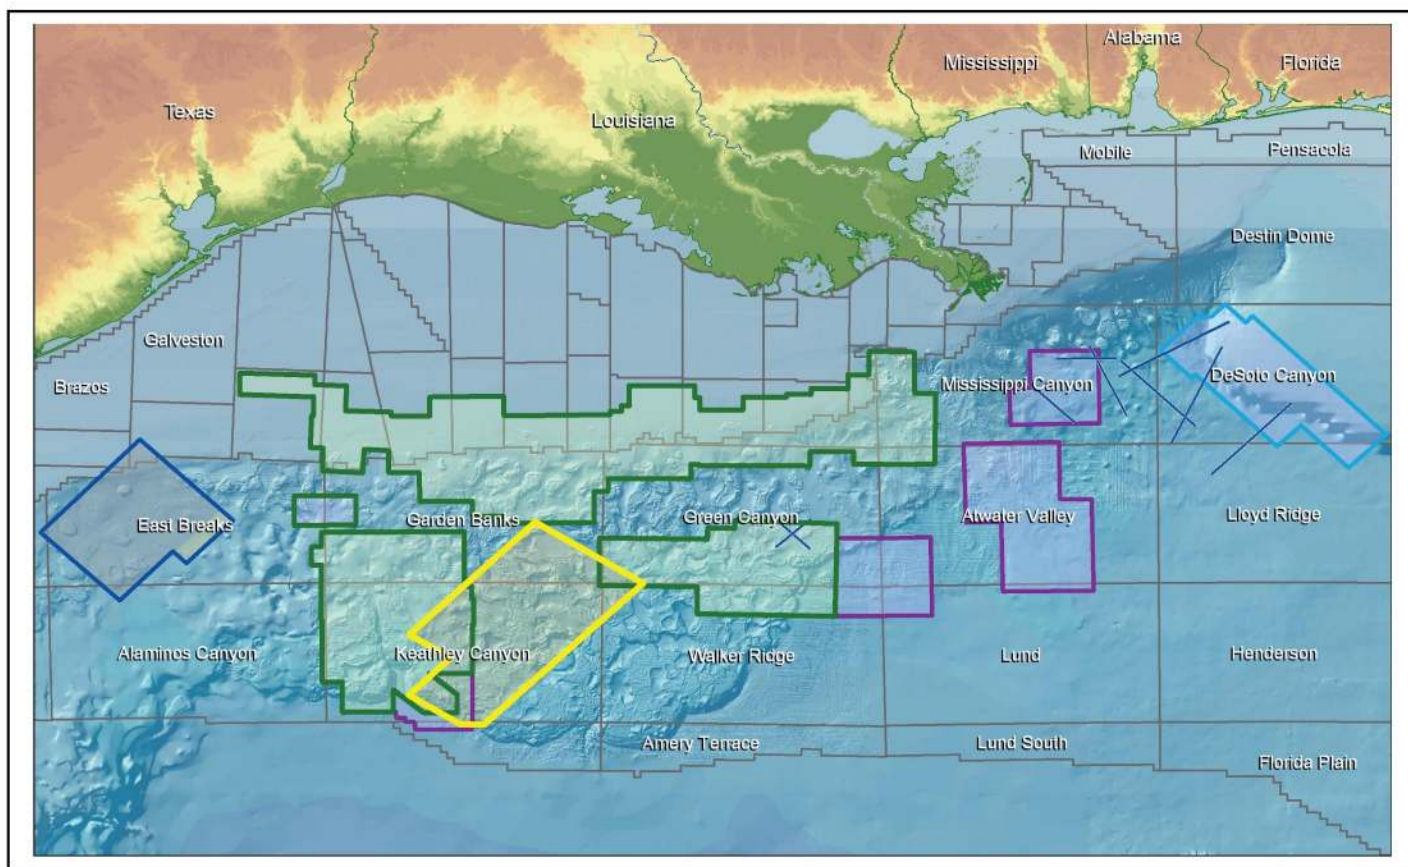 Alabama
Mississippi
Florida
Texas
Louisiana
Mobile
Pensacola
Destin Dome
Galveston
Brazos
Mississippi Canyon
DeSoto Canyon
East Breaks
Garden Banks
Green Canyon
Atwater Valley
Lloyd Ridge
Alaminos Canyon
Keathley Canyon
Walker Ridge
Lund
Henderson
Amery Terrace
Lund South
Florida Plain